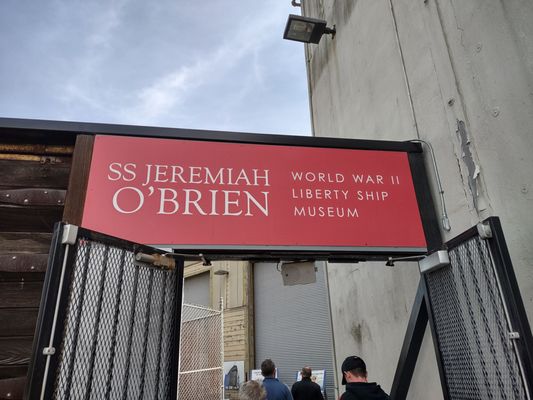 SS JEREMIAH
O'BRIEN
WORLD WAR II
LIBERTY SHIP
MUSEUM